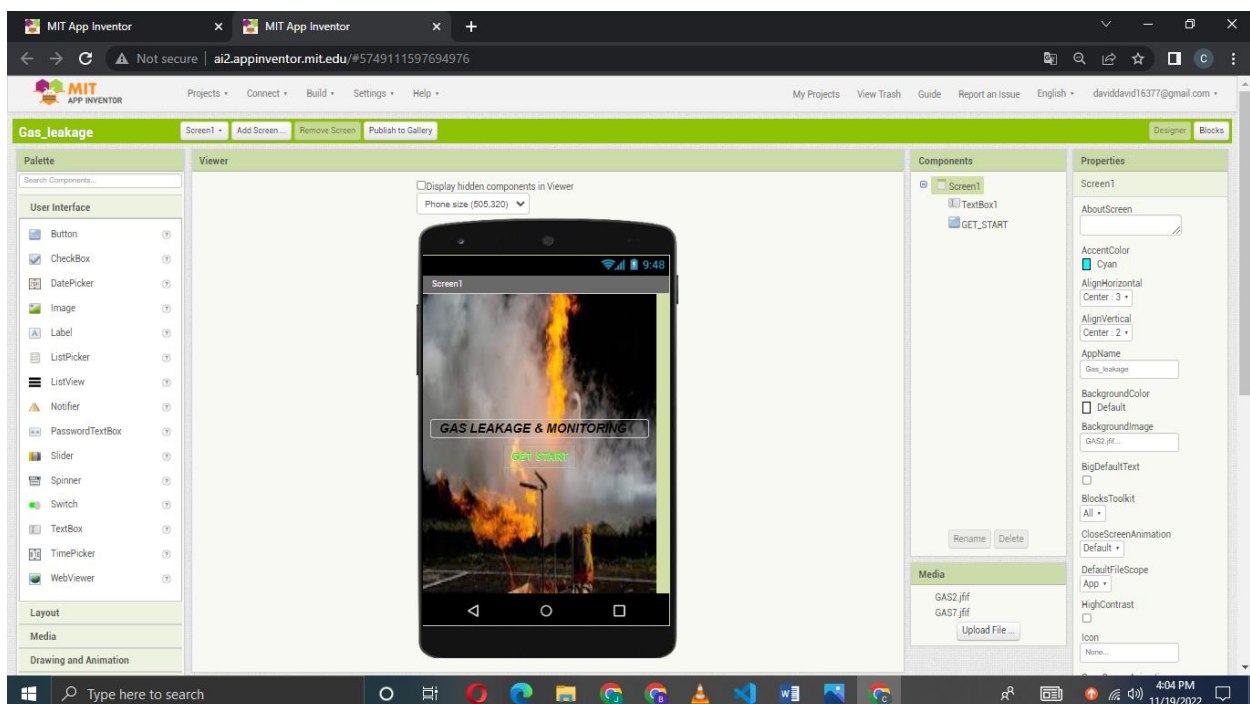 MIT App Inventor
MIT App Inventor
Not secure ai2.appinventor.mit.edu/#5749111597694976
C
MIT
APP INVENTOR
Projects Connect Build Settings Help My Projects View Trash Guide Report an Issue English daviddavid16377@gmail.com
Gas_leakage Screen1 Add Screen ... Remove Screen Publish to Gallery Designer Blocks
Palette
Search Components...
User Interface
Button
CheckBox
DatePicker
Image
Label
ListPicker
ListView
Notifier
PasswordTextBox
Slider
Spinner
Switch
TextBox
TimePicker
WebViewer
Layout
Media
Drawing and Animation
Viewer
Display hidden components in Viewer
Phone size (505,320)
9:48
Screen1
GAS LEAKAGE & MONITORING
GET START
Components
Screen1
TextBox1
GET_START
Rename Delete
Media
GAS2.jfif
GAS7.jfif
Upload File ...
Properties
Screen1
AboutScreen
AccentColor
Cyan
AlignHorizontal
Center : 3
AlignVertical
Center : 2
AppName
Gas_leakage
BackgroundColor
Default
BackgroundImage
GAS2.jfif...
BigDefaultText
BlocksToolkit
All
CloseScreenAnimation
Default
DefaultFileScope
App
HighContrast
Icon
None...
Type here to search
4:04 PM
11/19/2022